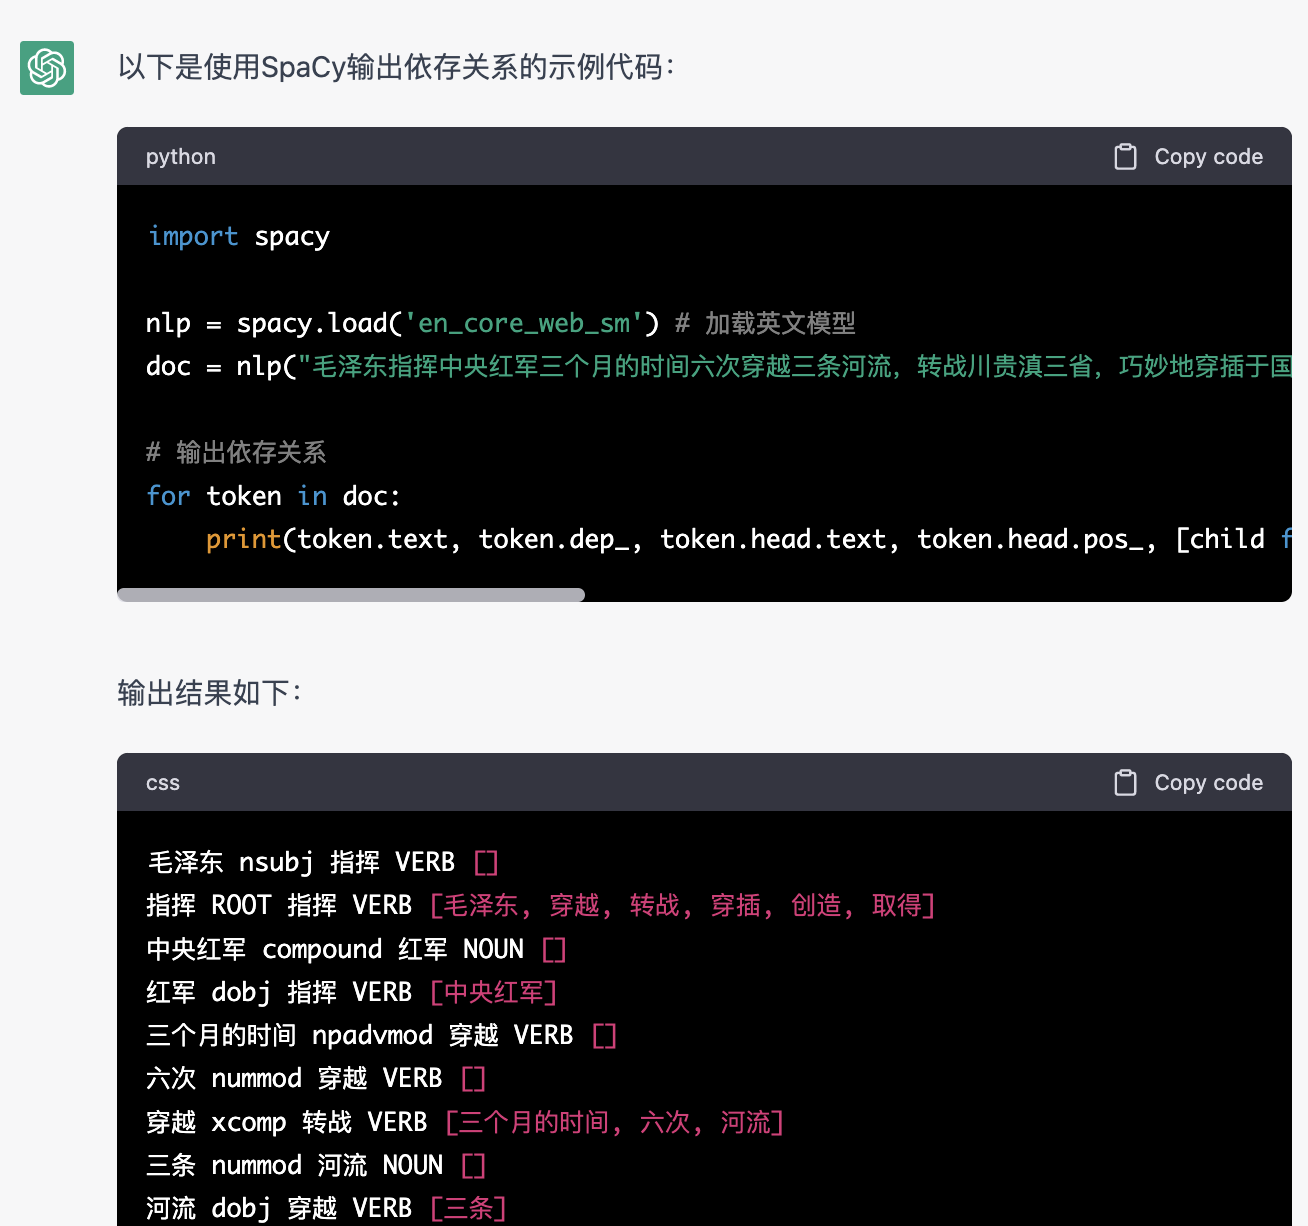 以下是使用SpaCy输出依存关系的示例代码：
python
Copy code
import spacy
nlp = spacy.load('en_core_web_sm') # 加载英文模型
doc = nlp("毛泽东指挥中央红军三个月的时间六次穿越三条河流，转战川贵滇三省，巧妙地穿插于国
# 输出依存关系
for token in doc:
    print(token.text, token.dep_, token.head.text, token.head.pos_, [child f
输出结果如下：
css
Copy code
毛泽东 nsubj 指挥 VERB []
指挥 ROOT 指挥 VERB [毛泽东, 穿越, 转战, 穿插, 创造, 取得]
中央红军 compound 红军 NOUN []
红军 dobj 指挥 VERB [中央红军]
三个月的时间 npadvmod 穿越 VERB []
六次 nummod 穿越 VERB []
穿越 xcomp 转战 VERB [三个月的时间, 六次, 河流]
三条 nummod 河流 NOUN []
河流 dobj 穿越 VERB [三条]